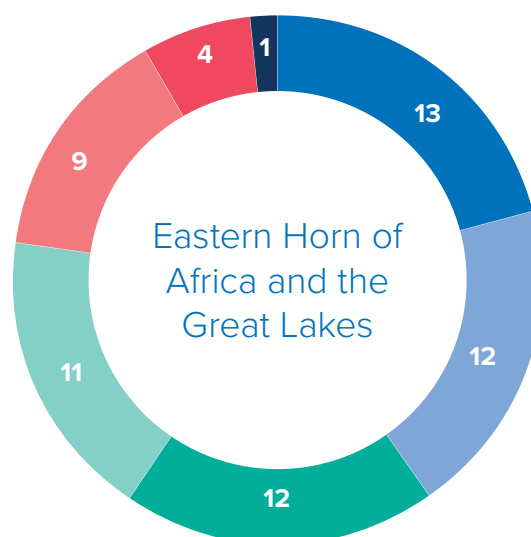 1
4
13
9
Eastern Horn of
Africa and the
Great Lakes
12
11
12